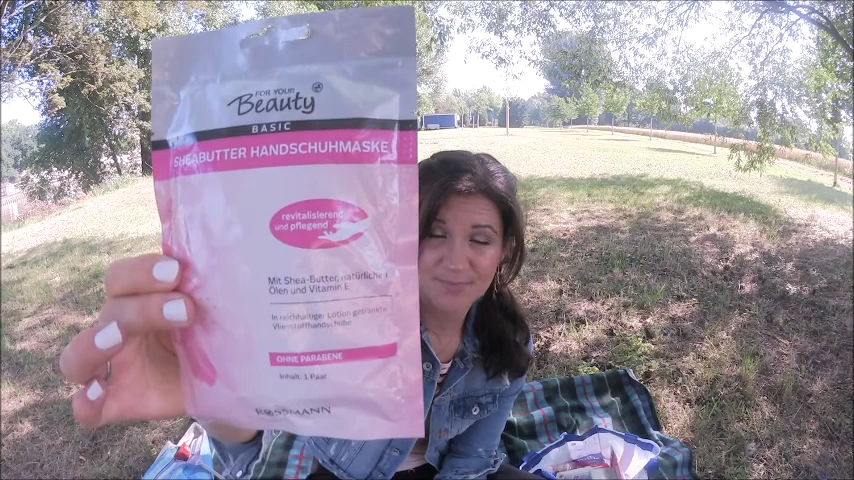 FOR YOUR
Beauty
BASIC
SHEABUTTER HANDSCHUHMASKE
revitalisierend
und pflegend
Mit Shea-Butter, natürlichen
Ölen und Vitamin E
In reichhaltiger Lotion getränkte
Vliesstoffhandschuhe
OHNE PARABENE
Inhalt: 1 Paar
ROSSMANN